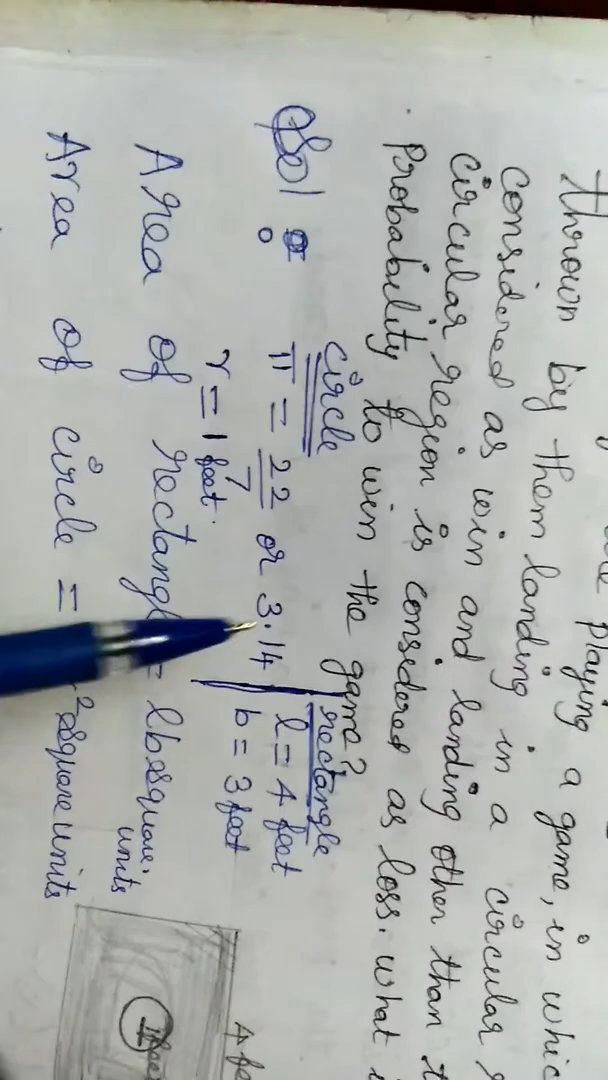 playing a game, in
thrown by them landing in a circular
considered as win and landing other than
circular region is considered as loss. what
Probability to win the game?
Sol:
circle
π = 22/7 or 3.14
r = 1 feet.
rectangle
l = 4 feet
b = 3 feet
Area of = lb square units
Area of circle = 2 square units
4